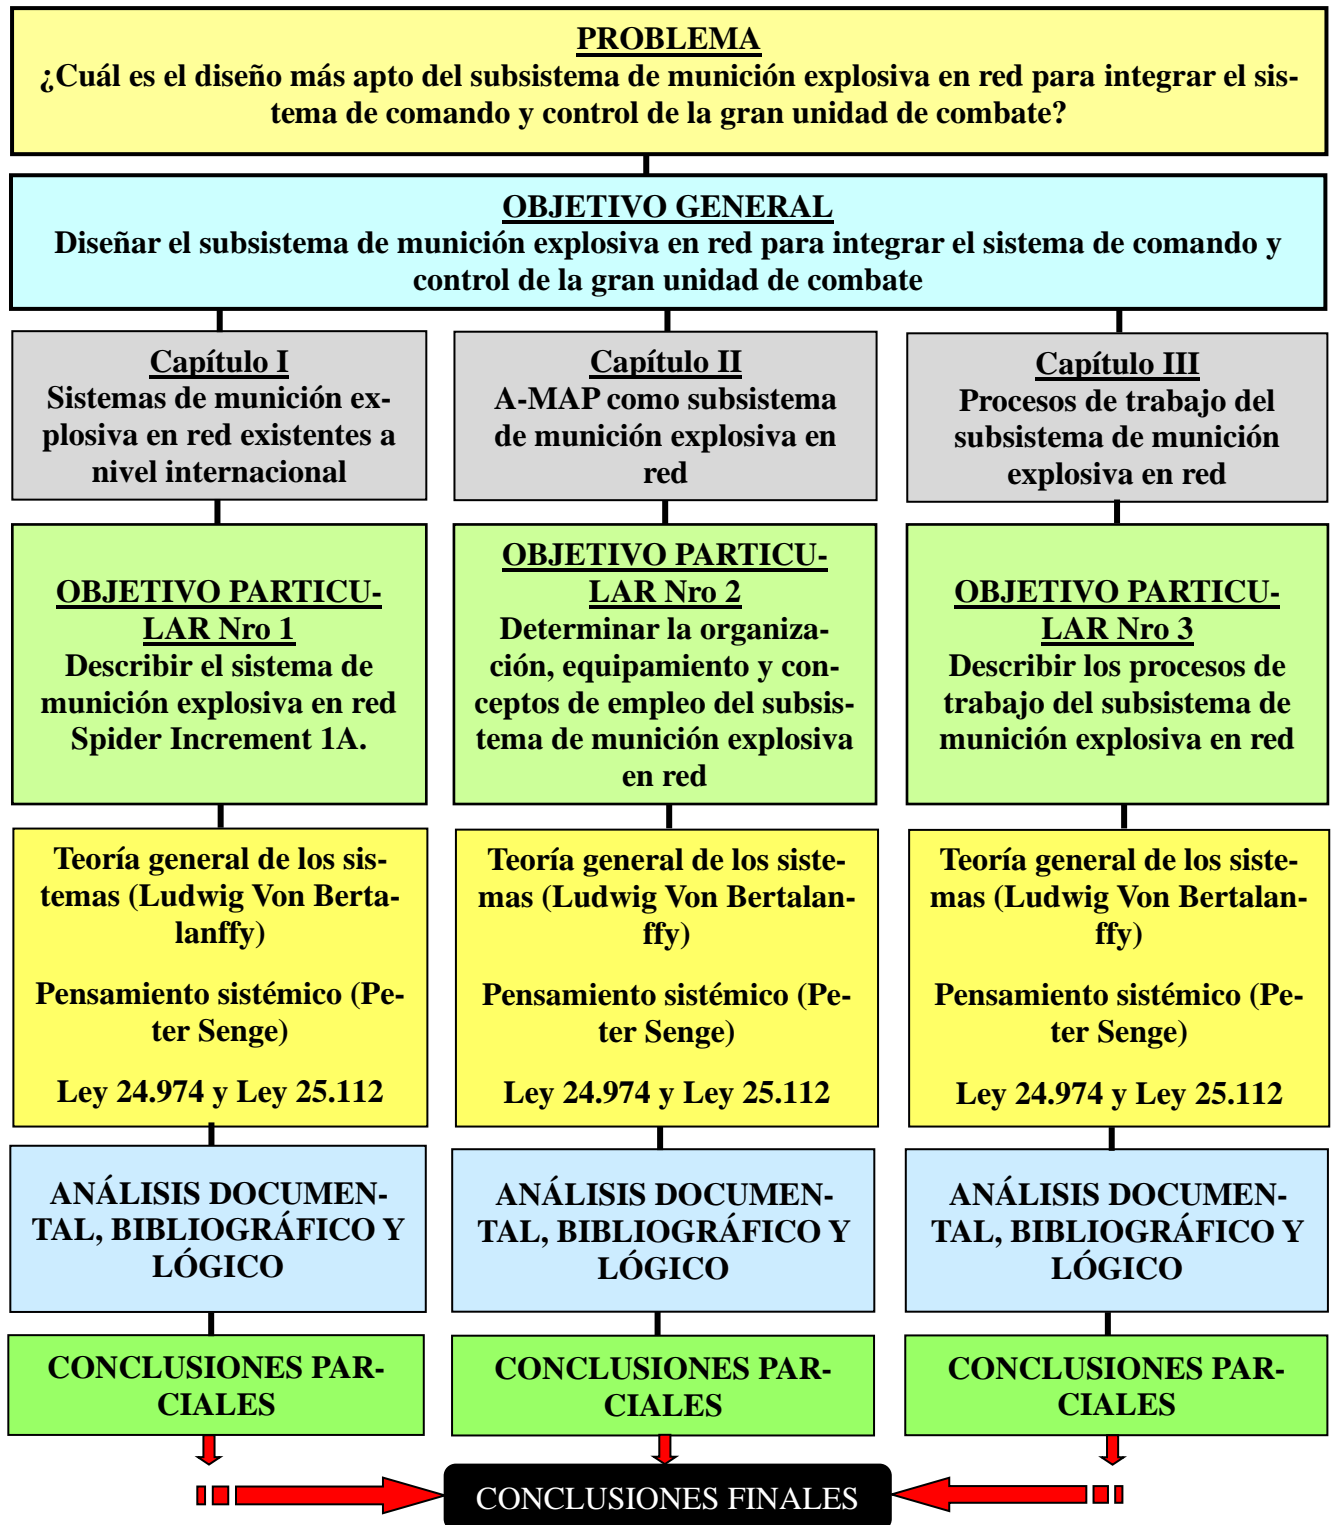 PROBLEMA
¿Cuál es el diseño más apto del subsistema de munición explosiva en red para integrar el sis-
tema de comando y control de la gran unidad de combate?
OBJETIVO GENERAL
Diseñar el subsistema de munición explosiva en red para integrar el sistema de comando y
control de la gran unidad de combate
Capítulo I
Sistemas de munición ex-
plosiva en red existentes a
nivel internacional
Capítulo II
A-MAP como subsistema
de munición explosiva en
red
Capítulo III
Procesos de trabajo del
subsistema de munición
explosiva en red
OBJETIVO PARTICU-
LAR Nro 1
Describir el sistema de
munición explosiva en red
Spider Increment 1A.
OBJETIVO PARTICU-
LAR Nro 2
Determinar la organiza-
ción, equipamiento y con-
ceptos de empleo del subsis-
tema de munición explosiva
en red
OBJETIVO PARTICU-
LAR Nro 3
Describir los procesos de
trabajo del subsistema de
munición explosiva en red
Teoría general de los sis-
temas (Ludwig Von Berta-
lanffy)
Pensamiento sistémico (Pe-
ter Senge)
Ley 24.974 y Ley 25.112
Teoría general de los siste-
mas (Ludwig Von Bertalan-
ffy)
Pensamiento sistémico (Pe-
ter Senge)
Ley 24.974 y Ley 25.112
Teoría general de los siste-
mas (Ludwig Von Bertalan-
ffy)
Pensamiento sistémico (Pe-
ter Senge)
Ley 24.974 y Ley 25.112
ANÁLISIS DOCUMEN-
TAL, BIBLIOGRÁFICO Y
LÓGICO
ANÁLISIS DOCUMEN-
TAL, BIBLIOGRÁFICO Y
LÓGICO
ANÁLISIS DOCUMEN-
TAL, BIBLIOGRÁFICO Y
LÓGICO
CONCLUSIONES PAR-
CIALES
CONCLUSIONES PAR-
CIALES
CONCLUSIONES PAR-
CIALES
CONCLUSIONES FINALES